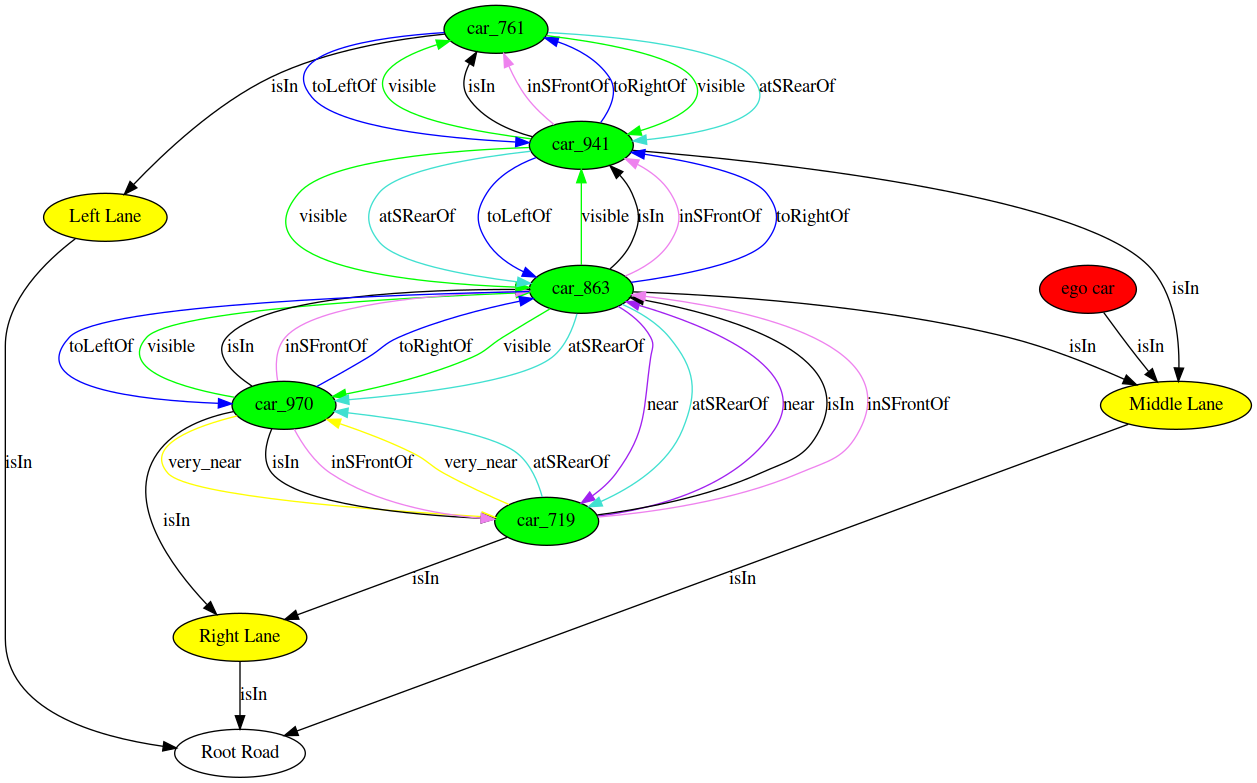 car_761
isIn
toLeftOf
visible
isIn
inSFrontOf
toRightOf
visible
atSRearOf
car_941
Left Lane
visible
atSRearOf
toLeftOf
visible
isIn
inSFrontOf
toRightOf
car_863
ego car
isIn
toLeftOf
visible
isIn
inSFrontOf
toRightOf
visible
atSRearOf
isIn
isIn
car_970
near
atSRearOf
near
isIn
inSFrontOf
Middle Lane
isIn
very_near
isIn
inSFrontOf
very_near
atSRearOf
isIn
car_719
isIn
isIn
Right Lane
isIn
Root Road